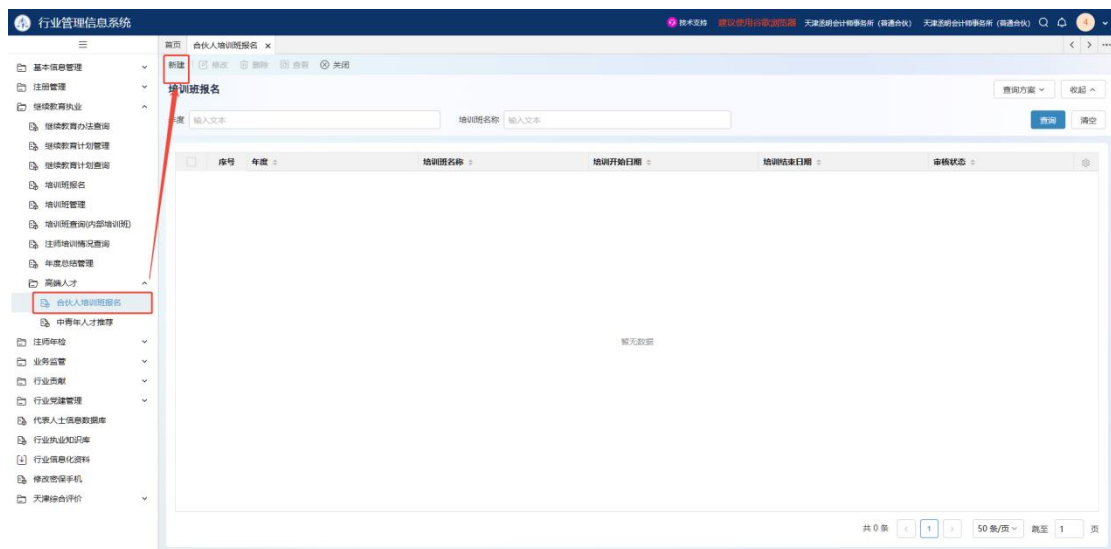 行业管理信息系统
技术支持 建议使用谷歌浏览器 天津丞明会计师事务所（普通合伙） 天津丞明会计师事务所（普通合伙） 4
首页 合伙人培训班报名 ×
新建 修改 删除 查看 关闭
培训班报名
查询方案 收起
年度 输入文本 培训班名称 输入文本 查询 清空
序号 年度 培训班名称 培训开始日期 培训结束日期 审核状态
暂无数据
共 0 条 < 1 > 50 条/页 跳至 1 页
基本信息管理
注册管理
继续教育执业
继续教育办法查阅
继续教育计划管理
继续教育计划查阅
培训班报名
培训班管理
培训班查询(内部培训班)
注师培训情况查询
年度总结管理
高端人才
合伙人培训班报名
中青年人才推荐
注师年检
业务监管
行业贡献
行业党建管理
代表人士信息数据库
行业执业知识库
行业信息化资料
修改密保手机
天津综合评价